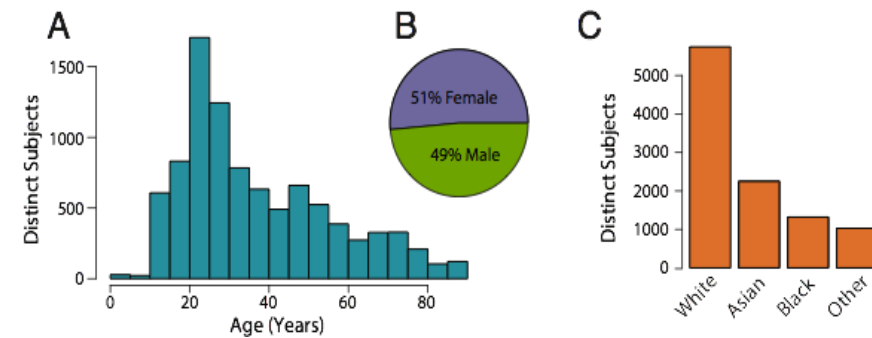 A
B
C
Distinct Subjects
1500
1000
500
0
0 20 40 60 80
Age (Years)
51% Female
49% Male
Distinct Subjects
5000
4000
3000
2000
1000
0
White Asian Black Other